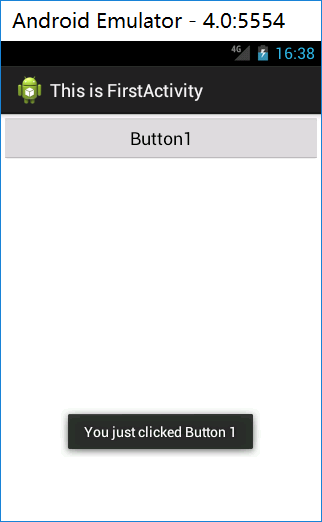 Android Emulator - 4.0:5554
4G 16:38
This is FirstActivity
Button1
You just clicked Button 1